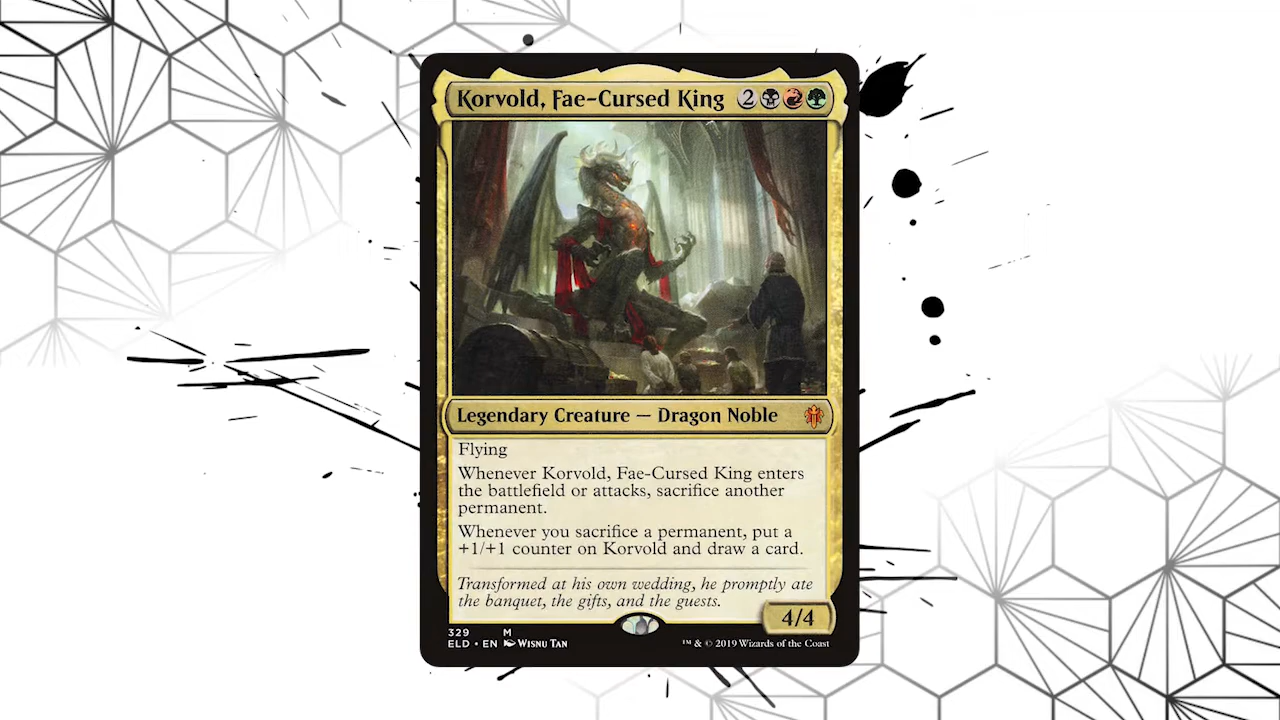 Korvold, Fae-Cursed King 2
Legendary Creature — Dragon Noble
Flying
Whenever Korvold, Fae-Cursed King enters
the battlefield or attacks, sacrifice another
permanent.
Whenever you sacrifice a permanent, put a
+1/+1 counter on Korvold and draw a card.
Transformed at his own wedding, he promptly ate
the banquet, the gifts, and the guests.
4/4
329 M
ELD • EN Wisnu Tan
™ & © 2019 Wizards of the Coast